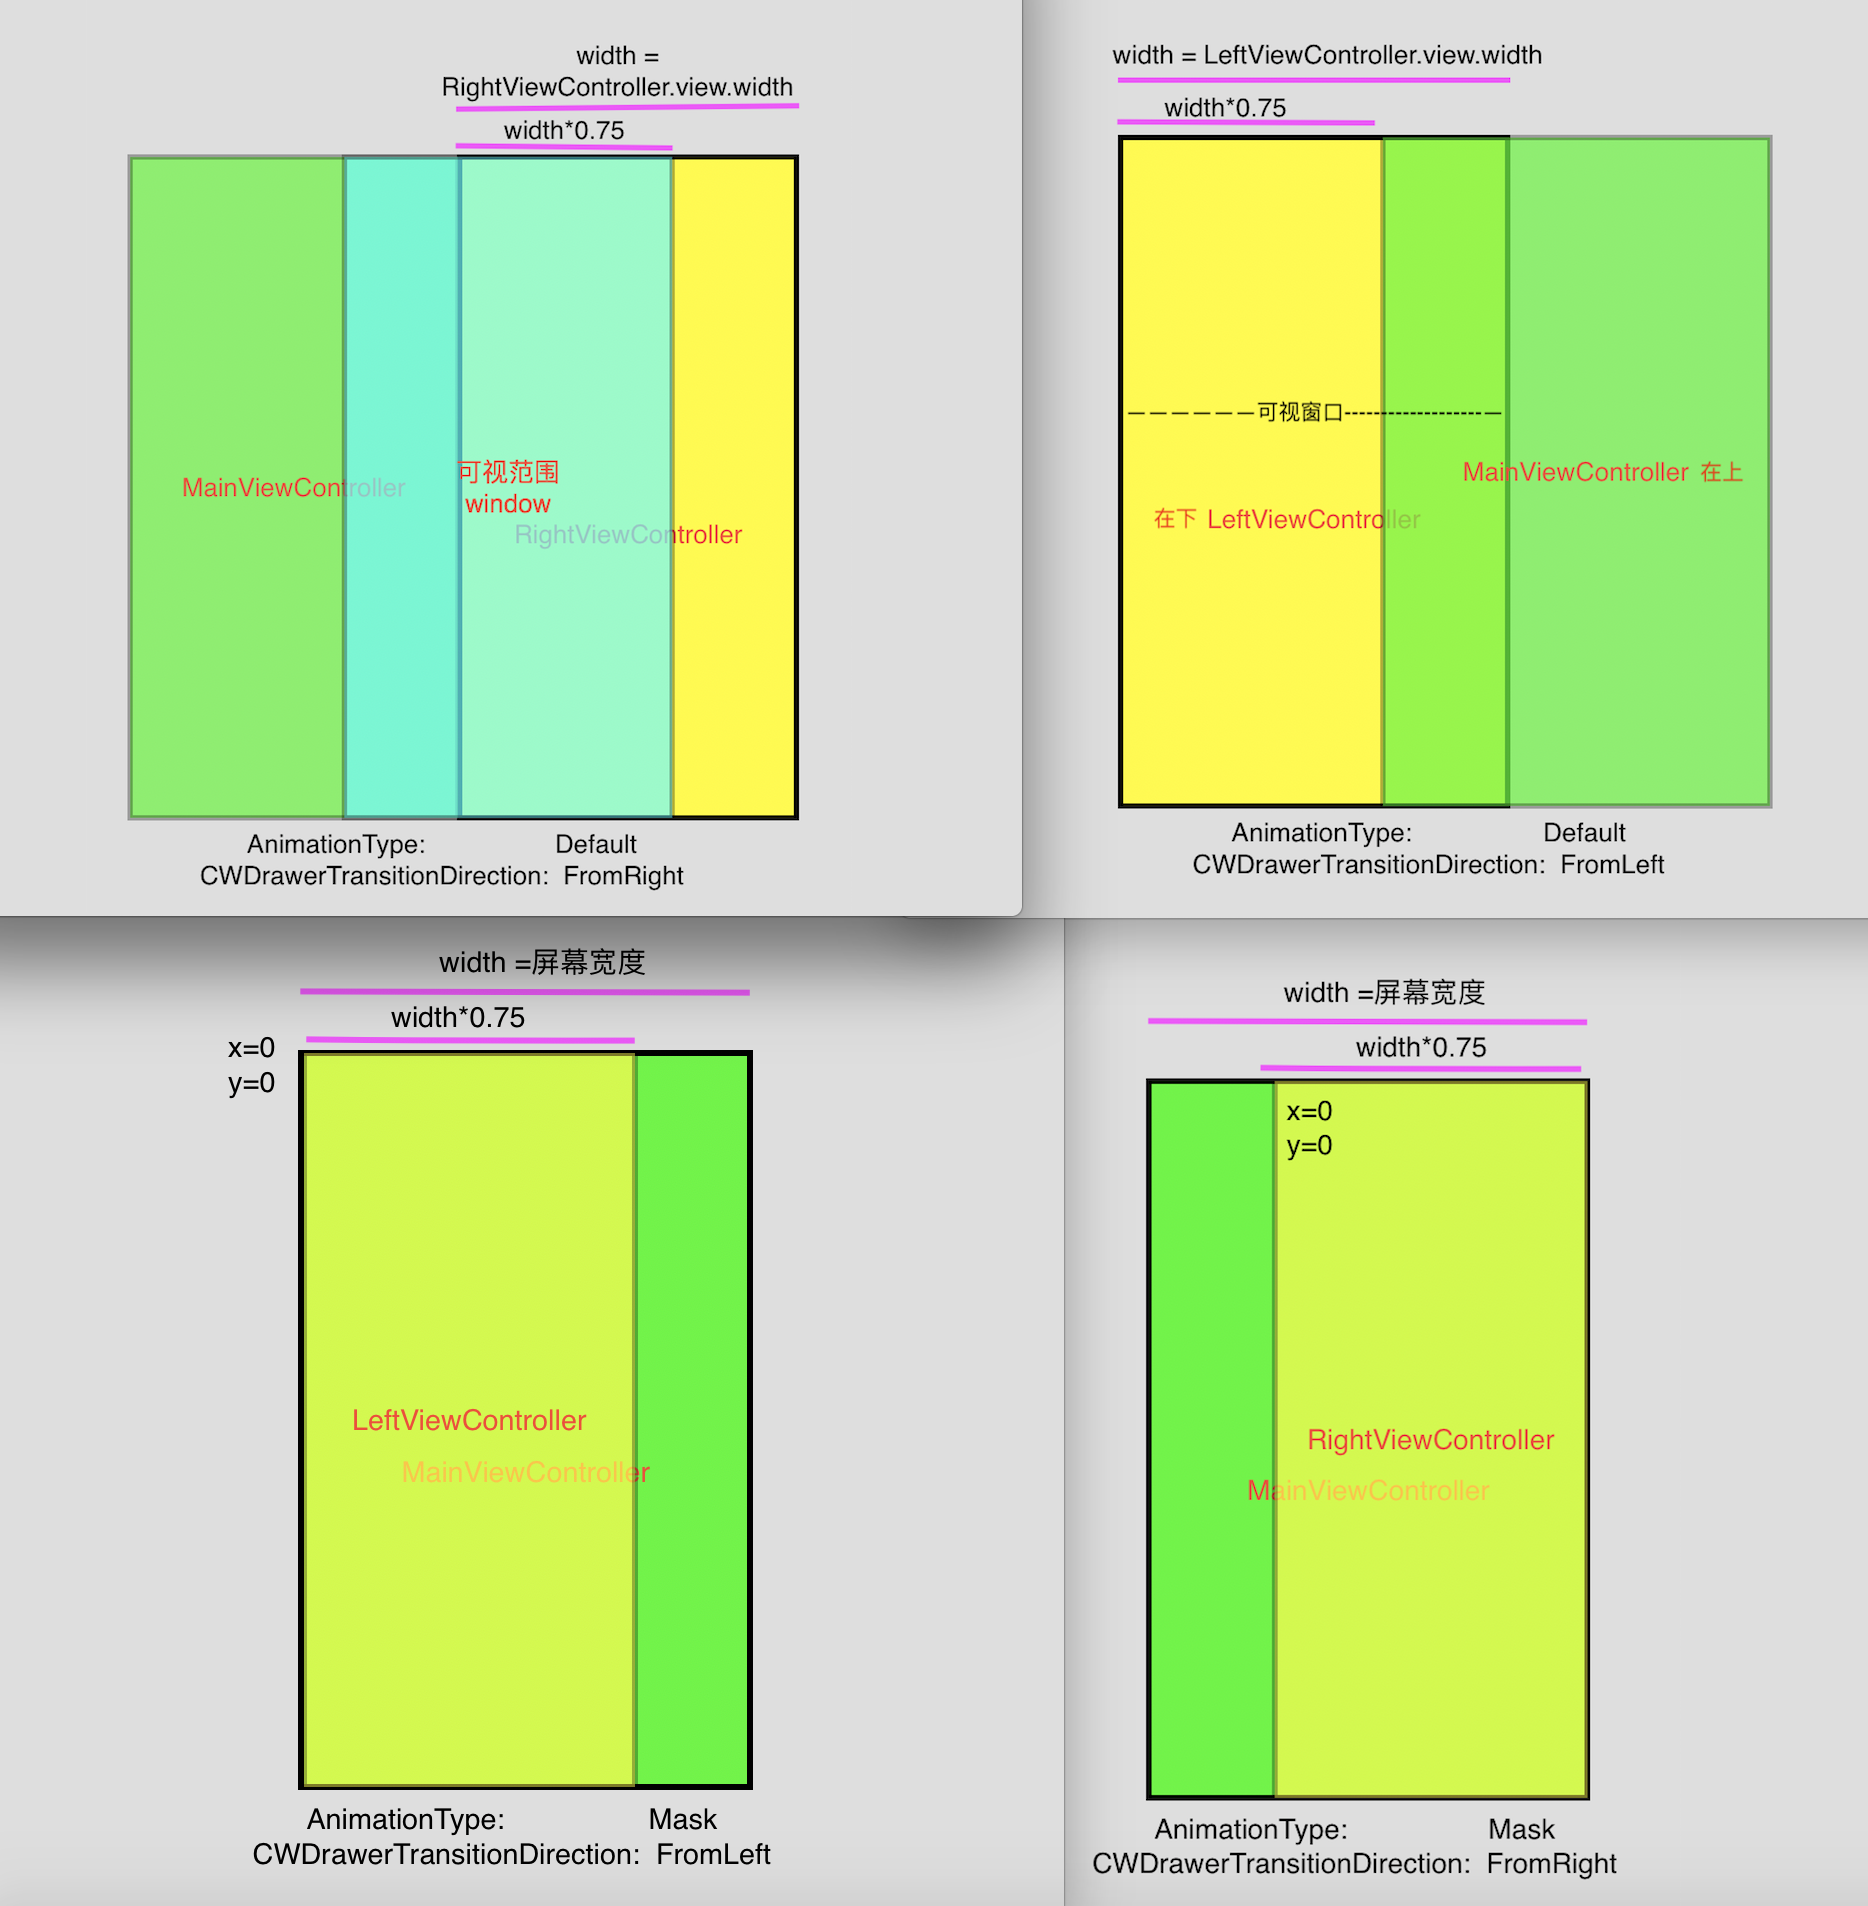 width =
RightViewController.view.width
width*0.75
MainViewController
可视范围
window
RightViewController
AnimationType: Default
CWDrawerTransitionDirection: FromRight
width = LeftViewController.view.width
width*0.75
——————可视窗口-------------------—
MainViewController 在上
在下 LeftViewController
AnimationType: Default
CWDrawerTransitionDirection: FromLeft
width =屏幕宽度
width*0.75
x=0
y=0
LeftViewController
MainViewController
AnimationType: Mask
CWDrawerTransitionDirection: FromLeft
width =屏幕宽度
width*0.75
x=0
y=0
RightViewController
MainViewController
AnimationType: Mask
CWDrawerTransitionDirection: FromRight